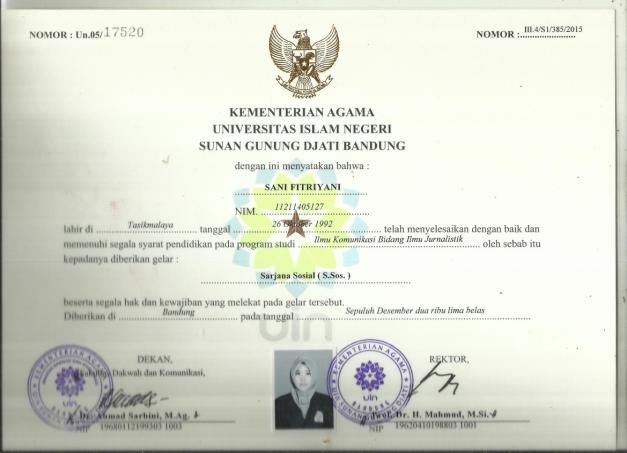 NOMOR : Un.05/17520
NOMOR : III.4/S1/385/2015
KEMENTERIAN AGAMA
UNIVERSITAS ISLAM NEGERI
SUNAN GUNUNG DJATI BANDUNG
dengan ini menyatakan bahwa :
SANI FITRIYANI
NIM. 11211405127
lahir di Tasikmalaya tanggal 26 Oktober 1992 telah menyelesaikan dengan baik dan
memenuhi segala syarat pendidikan pada program studi Ilmu Komunikasi Bidang Ilmu Jurnalistik oleh sebab itu
kepadanya diberikan gelar :
Sarjana Sosial ( S.Sos. )
beserta segala hak dan kewajiban yang melekat pada gelar tersebut.
Diberikan di Bandung pada tanggal Sepuluh Desember dua ribu lima belas
uin
DEKAN,
Fakultas Dakwah dan Komunikasi,
Dr. Ahmad Sarbini, M.Ag.
NIP 19680112199303 1003
KEMENTERIAN AGAMA
uin
BANDUNG
REKTOR,
Prof. Dr. H. Mahmud, M.Si.
NIP 19620410198803 1001
KEMENTERIAN AGAMA
uin
BANDUNG